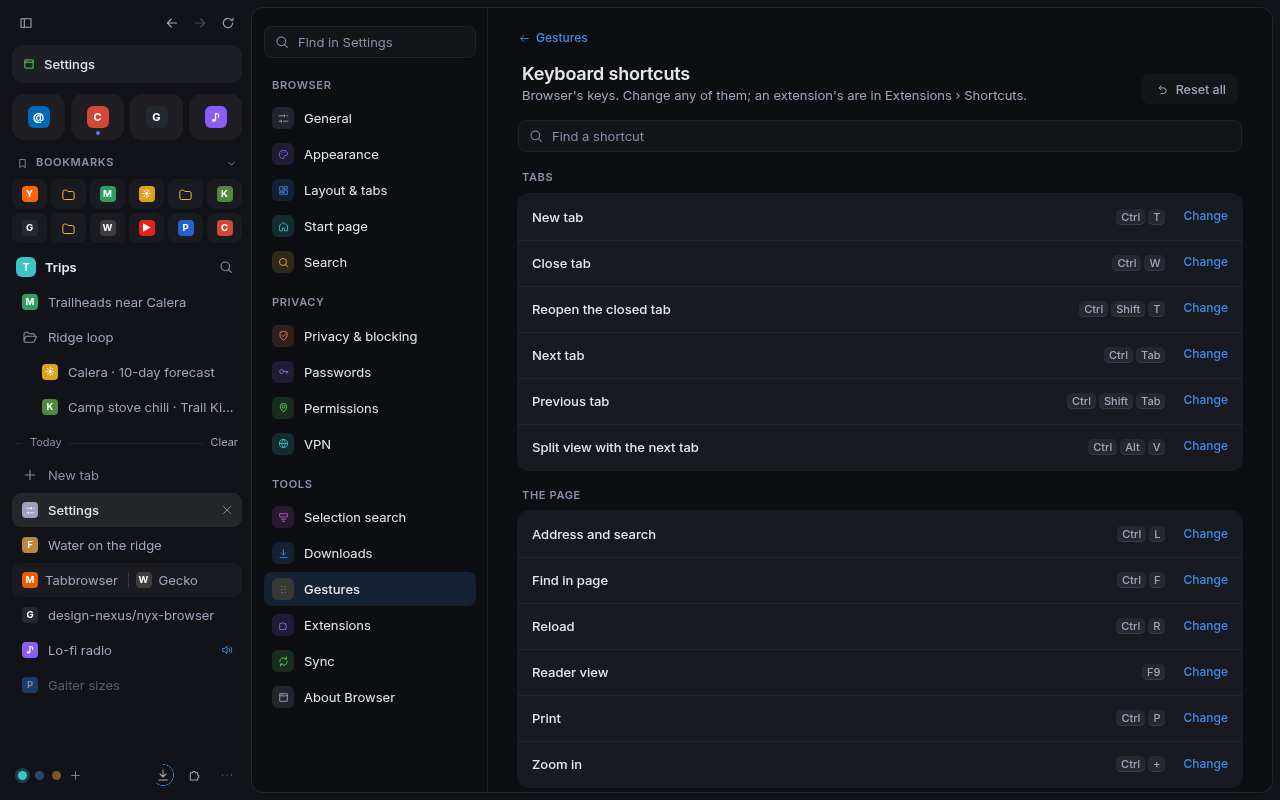 Settings
@
C
G
BOOKMARKS
Y
M
K
G
W
P
C
T Trips
M Trailheads near Calera
Ridge loop
Calera · 10-day forecast
K Camp stove chili · Trail Ki...
Today Clear
New tab
Settings
F Water on the ridge
M Tabbrowser W Gecko
G design-nexus/nyx-browser
Lo-fi radio
P Gaiter sizes
Find in Settings
BROWSER
General
Appearance
Layout & tabs
Start page
Search
PRIVACY
Privacy & blocking
Passwords
Permissions
VPN
TOOLS
Selection search
Downloads
Gestures
Extensions
Sync
About Browser
← Gestures
Keyboard shortcuts
Browser's keys. Change any of them; an extension's are in Extensions › Shortcuts.
Reset all
Find a shortcut
TABS
New tab Ctrl T Change
Close tab Ctrl W Change
Reopen the closed tab Ctrl Shift T Change
Next tab Ctrl Tab Change
Previous tab Ctrl Shift Tab Change
Split view with the next tab Ctrl Alt V Change
THE PAGE
Address and search Ctrl L Change
Find in page Ctrl F Change
Reload Ctrl R Change
Reader view F9 Change
Print Ctrl P Change
Zoom in Ctrl + Change